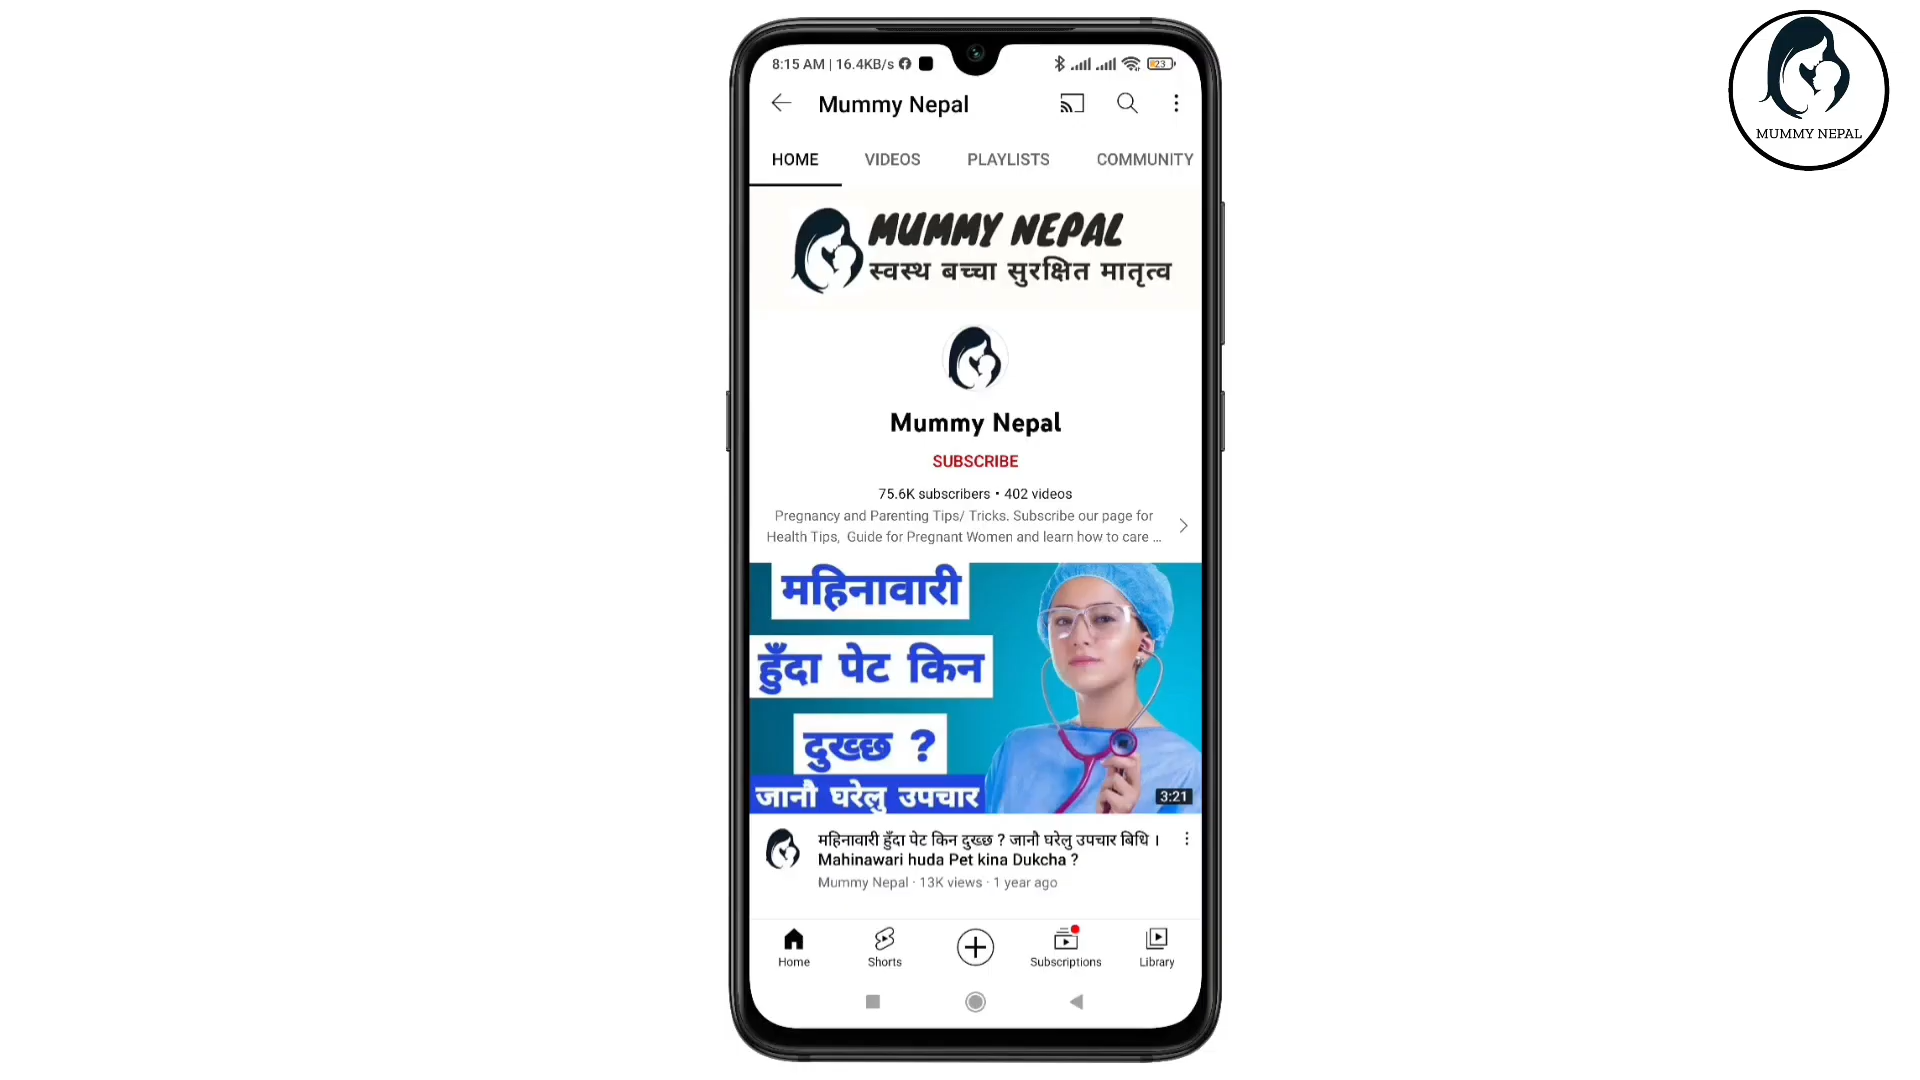 8:15 AM | 16.4KB/s
23
Mummy Nepal
HOME VIDEOS PLAYLISTS COMMUNITY
MUMMY NEPAL
स्वस्थ बच्चा सुरक्षित मातृत्व
Mummy Nepal
SUBSCRIBE
75.6K subscribers • 402 videos
Pregnancy and Parenting Tips/ Tricks. Subscribe our page for
Health Tips, Guide for Pregnant Women and learn how to care ...
महिनावारी
हुँदा पेट किन
दुख्छ ?
जानौ घरेलु उपचार
3:21
महिनावारी हुँदा पेट किन दुख्छ ? जानौ घरेलु उपचार बिधि ।
Mahinawari huda Pet kina Dukcha ?
Mummy Nepal · 13K views · 1 year ago
Home Shorts Subscriptions Library
MUMMY NEPAL